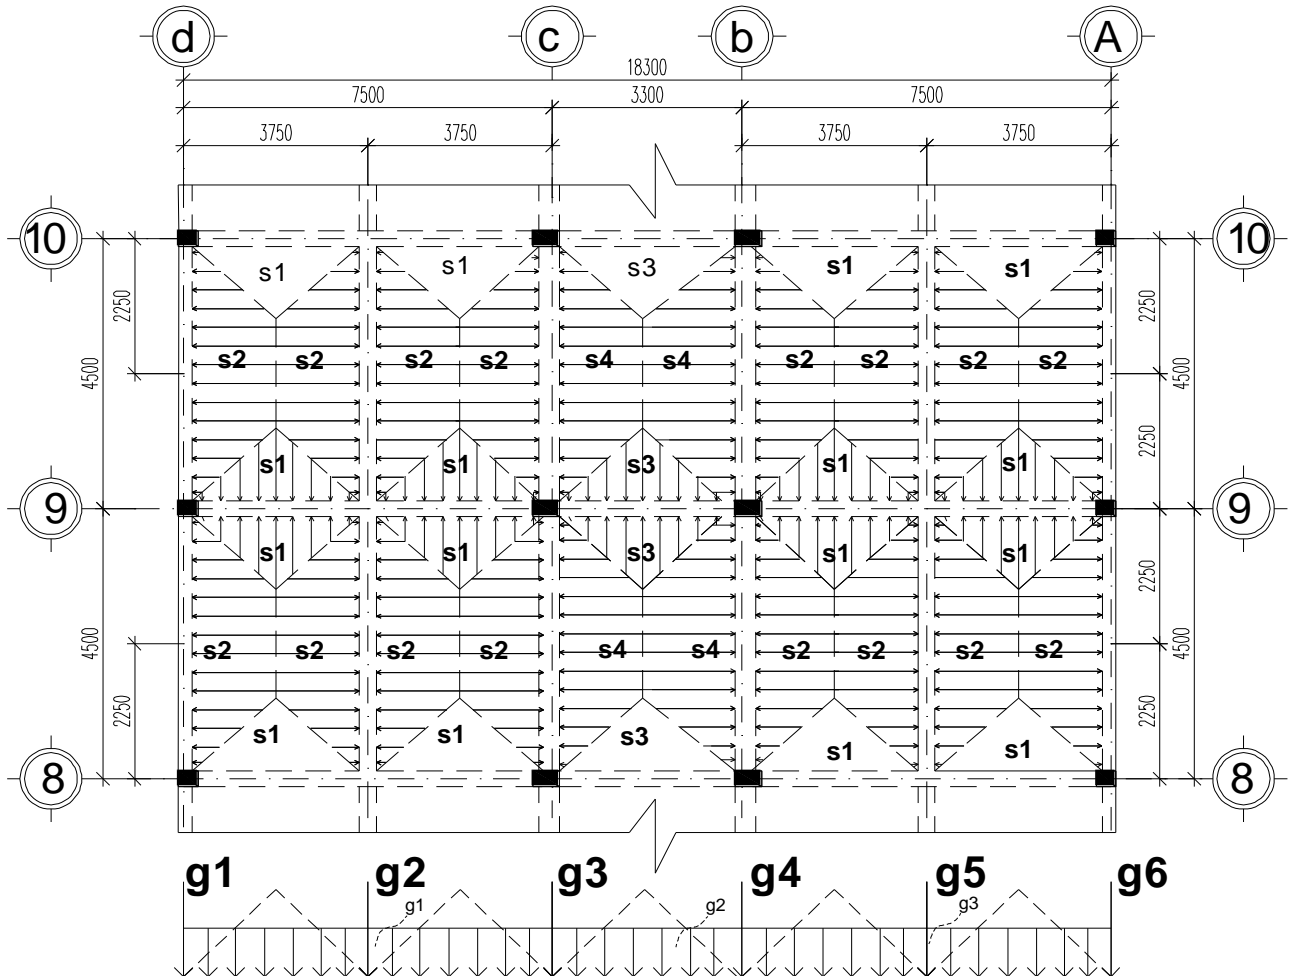 d c b A
18300
7500 3300 7500
3750 3750 3750 3750
10 10
s1 s1 s3 s1 s1
2250 2250
s2 s2 s2 s2 s4 s4 s2 s2 s2 s2
4500 4500
2250
s1 s1 s3 s1 s1
9 9
s1 s1 s3 s1 s1
2250
s2 s2 s2 s2 s4 s4 s2 s2 s2 s2
4500 4500
2250 2250
s1 s1 s3 s1 s1
8 8
g1 g2 g3 g4 g5 g6
g1 g2 g3